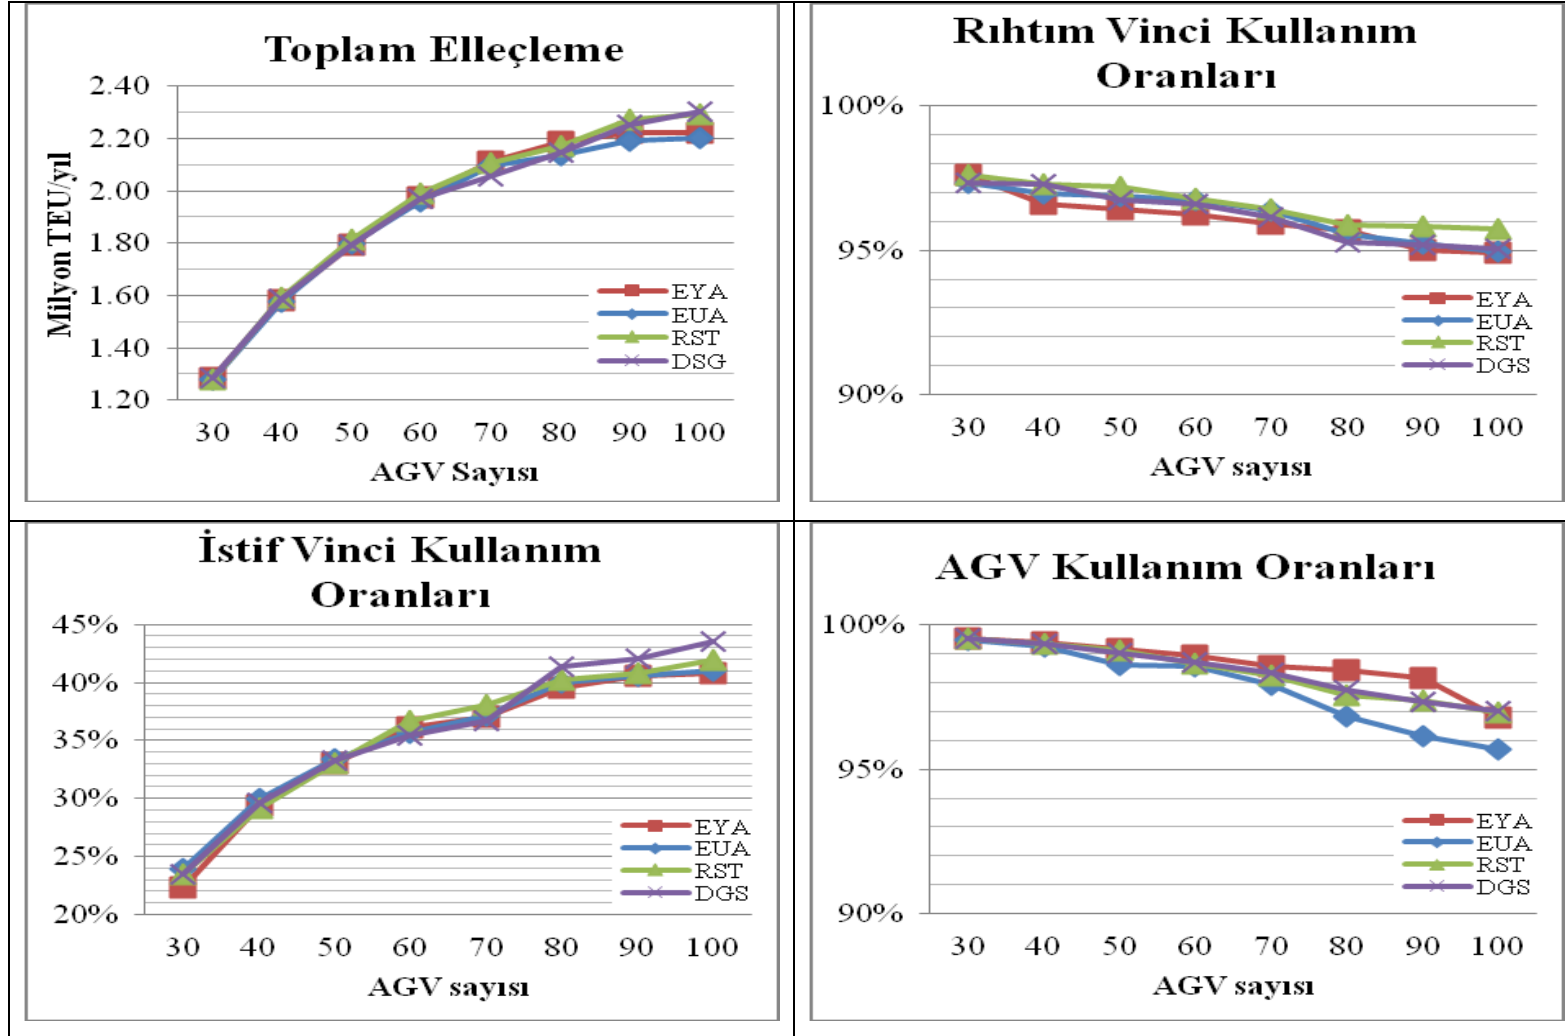 Toplam Elleçleme
Milyon TEU/yıl
2.40
2.20
2.00
1.80
1.60
1.40
1.20
EYA
EUA
RST
DSG
30 40 50 60 70 80 90 100
AGV Sayısı
Rıhtım Vinci Kullanım
Oranları
100%
95%
90%
EYA
EUA
RST
DGS
30 40 50 60 70 80 90 100
AGV sayısı
İstif Vinci Kullanım
Oranları
45%
40%
35%
30%
25%
20%
EYA
EUA
RST
DGS
30 40 50 60 70 80 90 100
AGV sayısı
AGV Kullanım Oranları
100%
95%
90%
EYA
EUA
RST
DGS
30 40 50 60 70 80 90 100
AGV sayısı